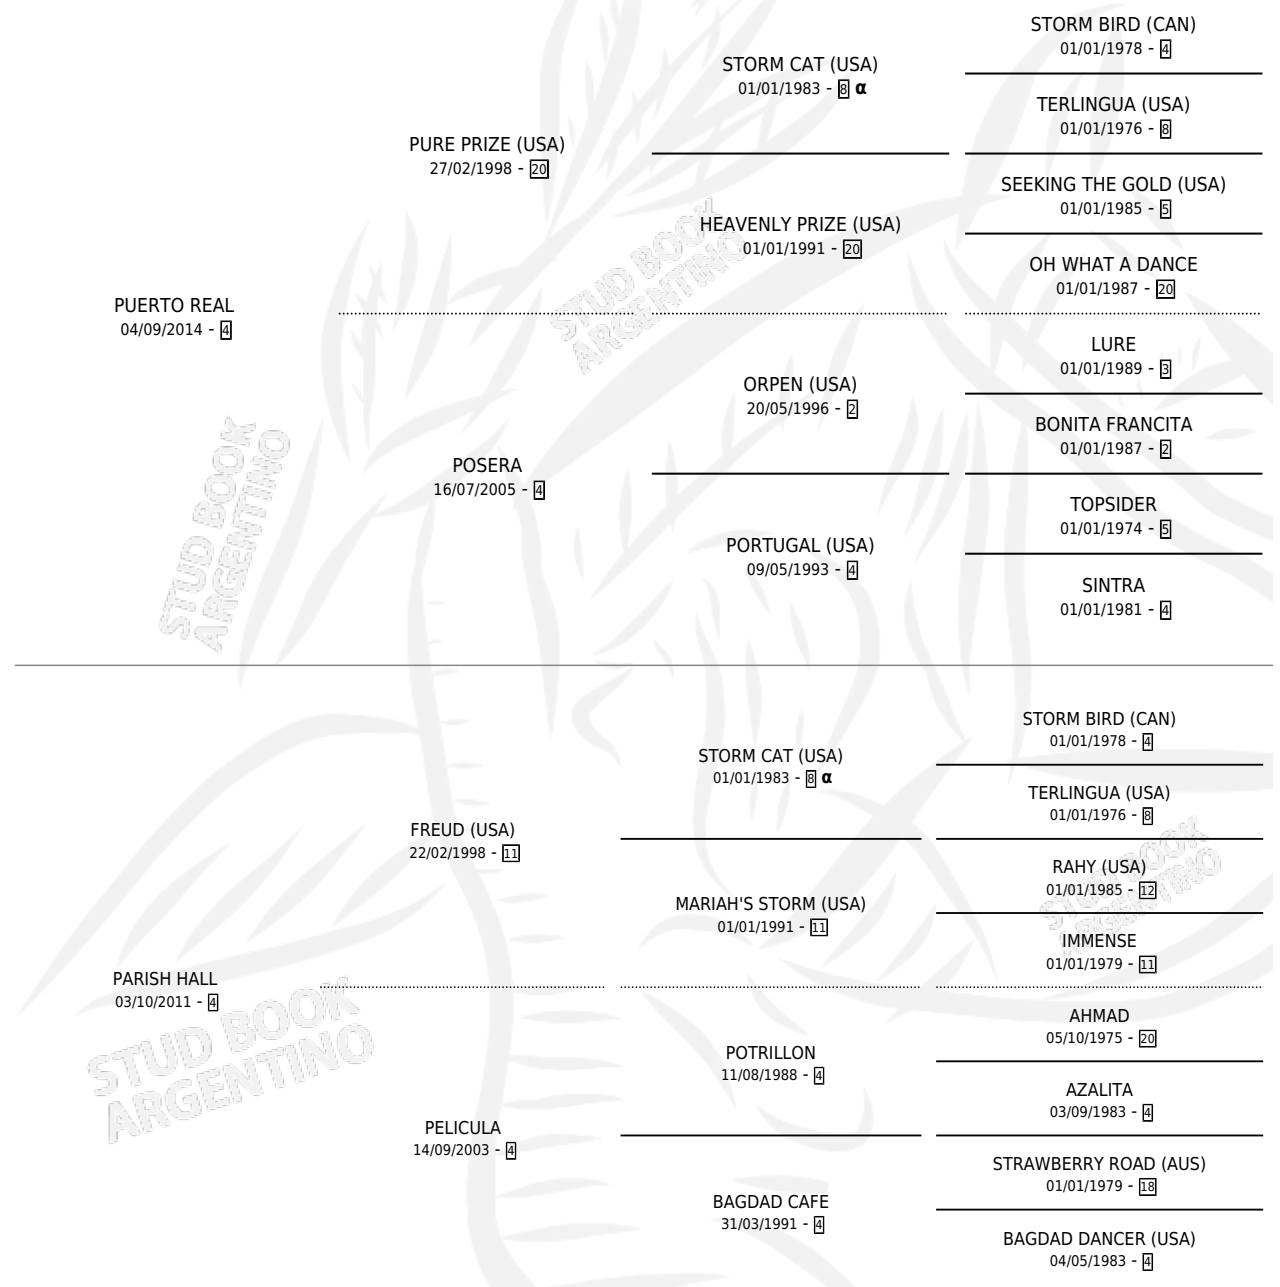 STORM BIRD (CAN)
01/01/1978 - 4
STORM CAT (USA)
01/01/1983 - 8 α
TERLINGUA (USA)
01/01/1976 - 8
PURE PRIZE (USA)
27/02/1998 - 20
SEEKING THE GOLD (USA)
01/01/1985 - 5
HEAVENLY PRIZE (USA)
01/01/1991 - 20
OH WHAT A DANCE
01/01/1987 - 20
PUERTO REAL
04/09/2014 - 4
LURE
01/01/1989 - 3
ORPEN (USA)
20/05/1996 - 2
BONITA FRANCITA
01/01/1987 - 2
POSERA
16/07/2005 - 4
TOPSIDER
01/01/1974 - 5
PORTUGAL (USA)
09/05/1993 - 4
SINTRA
01/01/1981 - 4
STUD BOOK
ARGENTINO
STUD BOOK
ARGENTINO
STORM BIRD (CAN)
01/01/1978 - 4
STORM CAT (USA)
01/01/1983 - 8 α
TERLINGUA (USA)
01/01/1976 - 8
FREUD (USA)
22/02/1998 - 11
RAHY (USA)
01/01/1985 - 12
MARIAH'S STORM (USA)
01/01/1991 - 11
IMMENSE
01/01/1979 - 11
PARISH HALL
03/10/2011 - 4
AHMAD
05/10/1975 - 20
POTRILLON
11/08/1988 - 4
AZALITA
03/09/1983 - 4
PELICULA
14/09/2003 - 4
STRAWBERRY ROAD (AUS)
01/01/1979 - 18
BAGDAD CAFE
31/03/1991 - 4
BAGDAD DANCER (USA)
04/05/1983 - 4
STUD BOOK
ARGENTINO
STUD BOOK
ARGENTINO